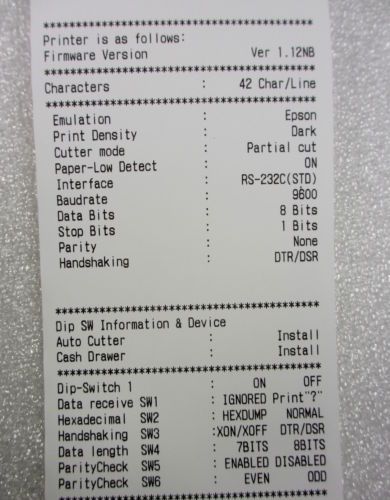 ****************************************
Printer is as follows:
Firmware Version Ver 1.12NB
****************************************
Characters : 42 Char/Line
****************************************
Emulation : Epson
Print Density : Dark
Cutter mode : Partial cut
Paper-Low Detect : ON
Interface : RS-232C(STD)
Baudrate : 9600
Data Bits : 8 Bits
Stop Bits : 1 Bits
Parity : None
Handshaking : DTR/DSR
****************************************
Dip SW Information & Device
Auto Cutter : Install
Cash Drawer : Install
****************************************
Dip-Switch 1 : ON OFF
Data receive SW1 : IGNORED Print"?"
Hexadecimal SW2 : HEXDUMP NORMAL
Handshaking SW3 :XON/XOFF DTR/DSR
Data length SW4 : 7BITS 8BITS
ParityCheck SW5 : ENABLED DISABLED
ParityCheck SW6 : EVEN ODD
****************************************